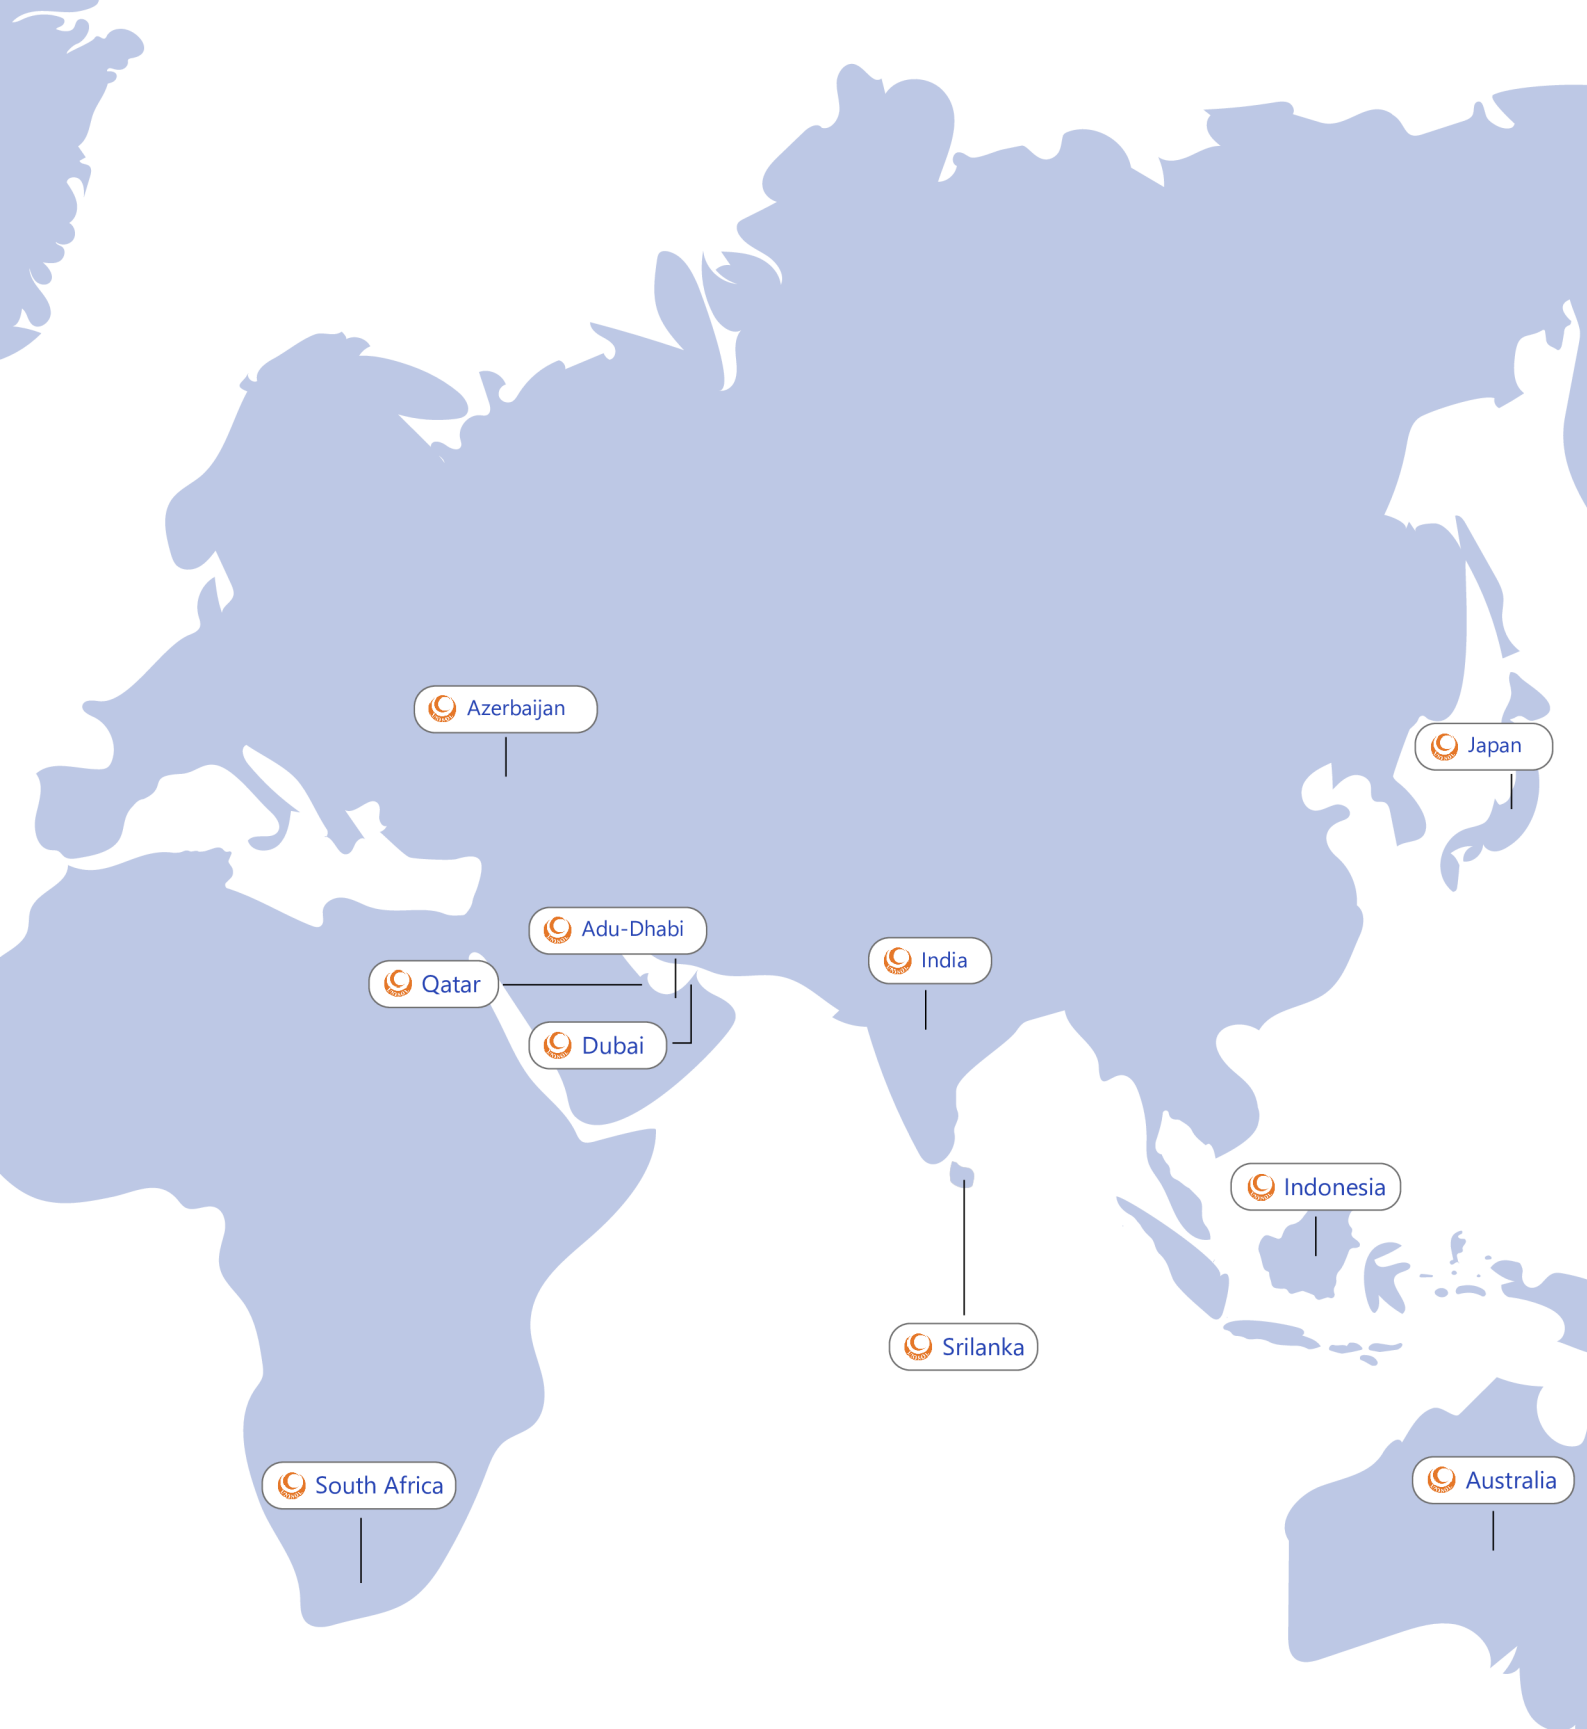 Azerbaijan
Japan
Adu-Dhabi
India
Qatar
Dubai
Indonesia
Srilanka
South Africa
Australia